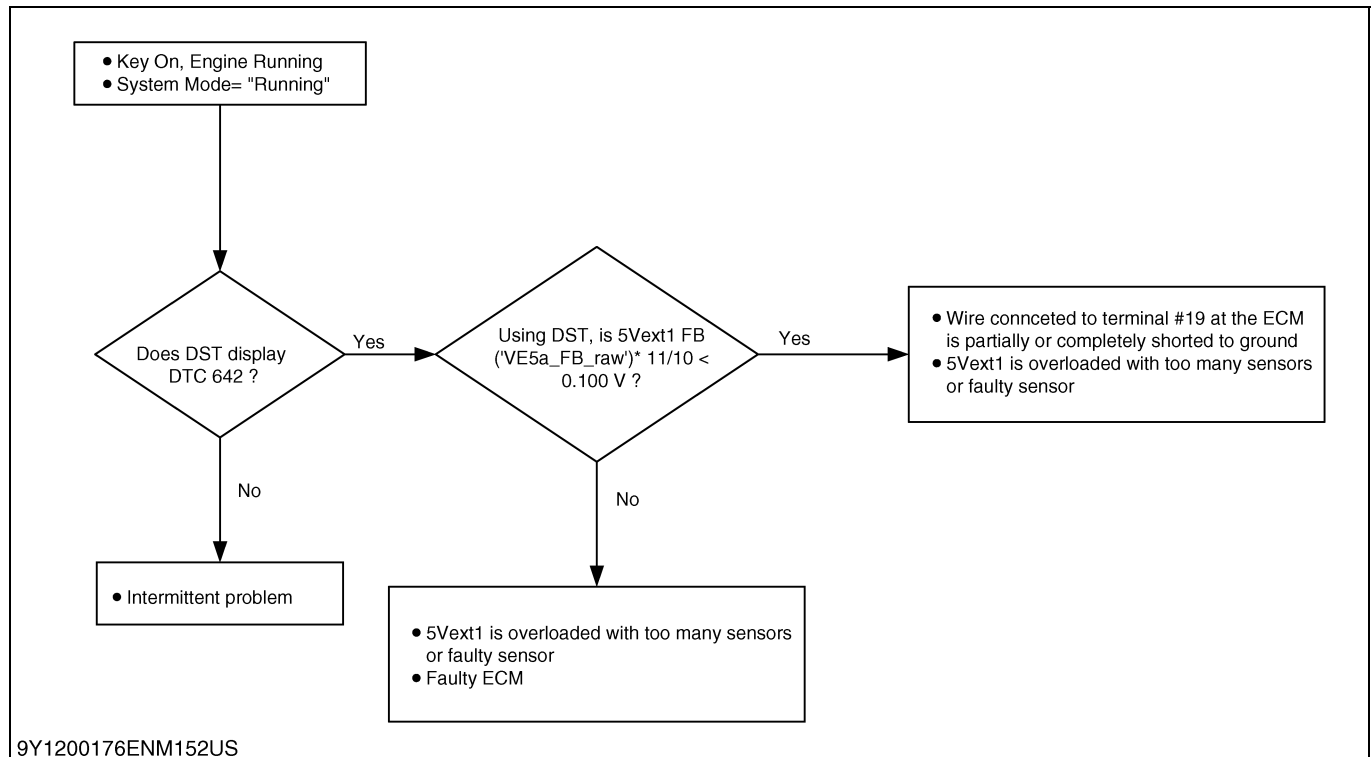 ● Key On, Engine Running
● System Mode= "Running"
Does DST display
DTC 642 ?
Yes
Using DST, is 5Vext1 FB
('VE5a_FB_raw')* 11/10 <
0.100 V ?
Yes
● Wire connceted to terminal #19 at the ECM
is partially or completely shorted to ground
● 5Vext1 is overloaded with too many sensors
or faulty sensor
No
● Intermittent problem
No
● 5Vext1 is overloaded with too many sensors
or faulty sensor
● Faulty ECM
9Y1200176ENM152US